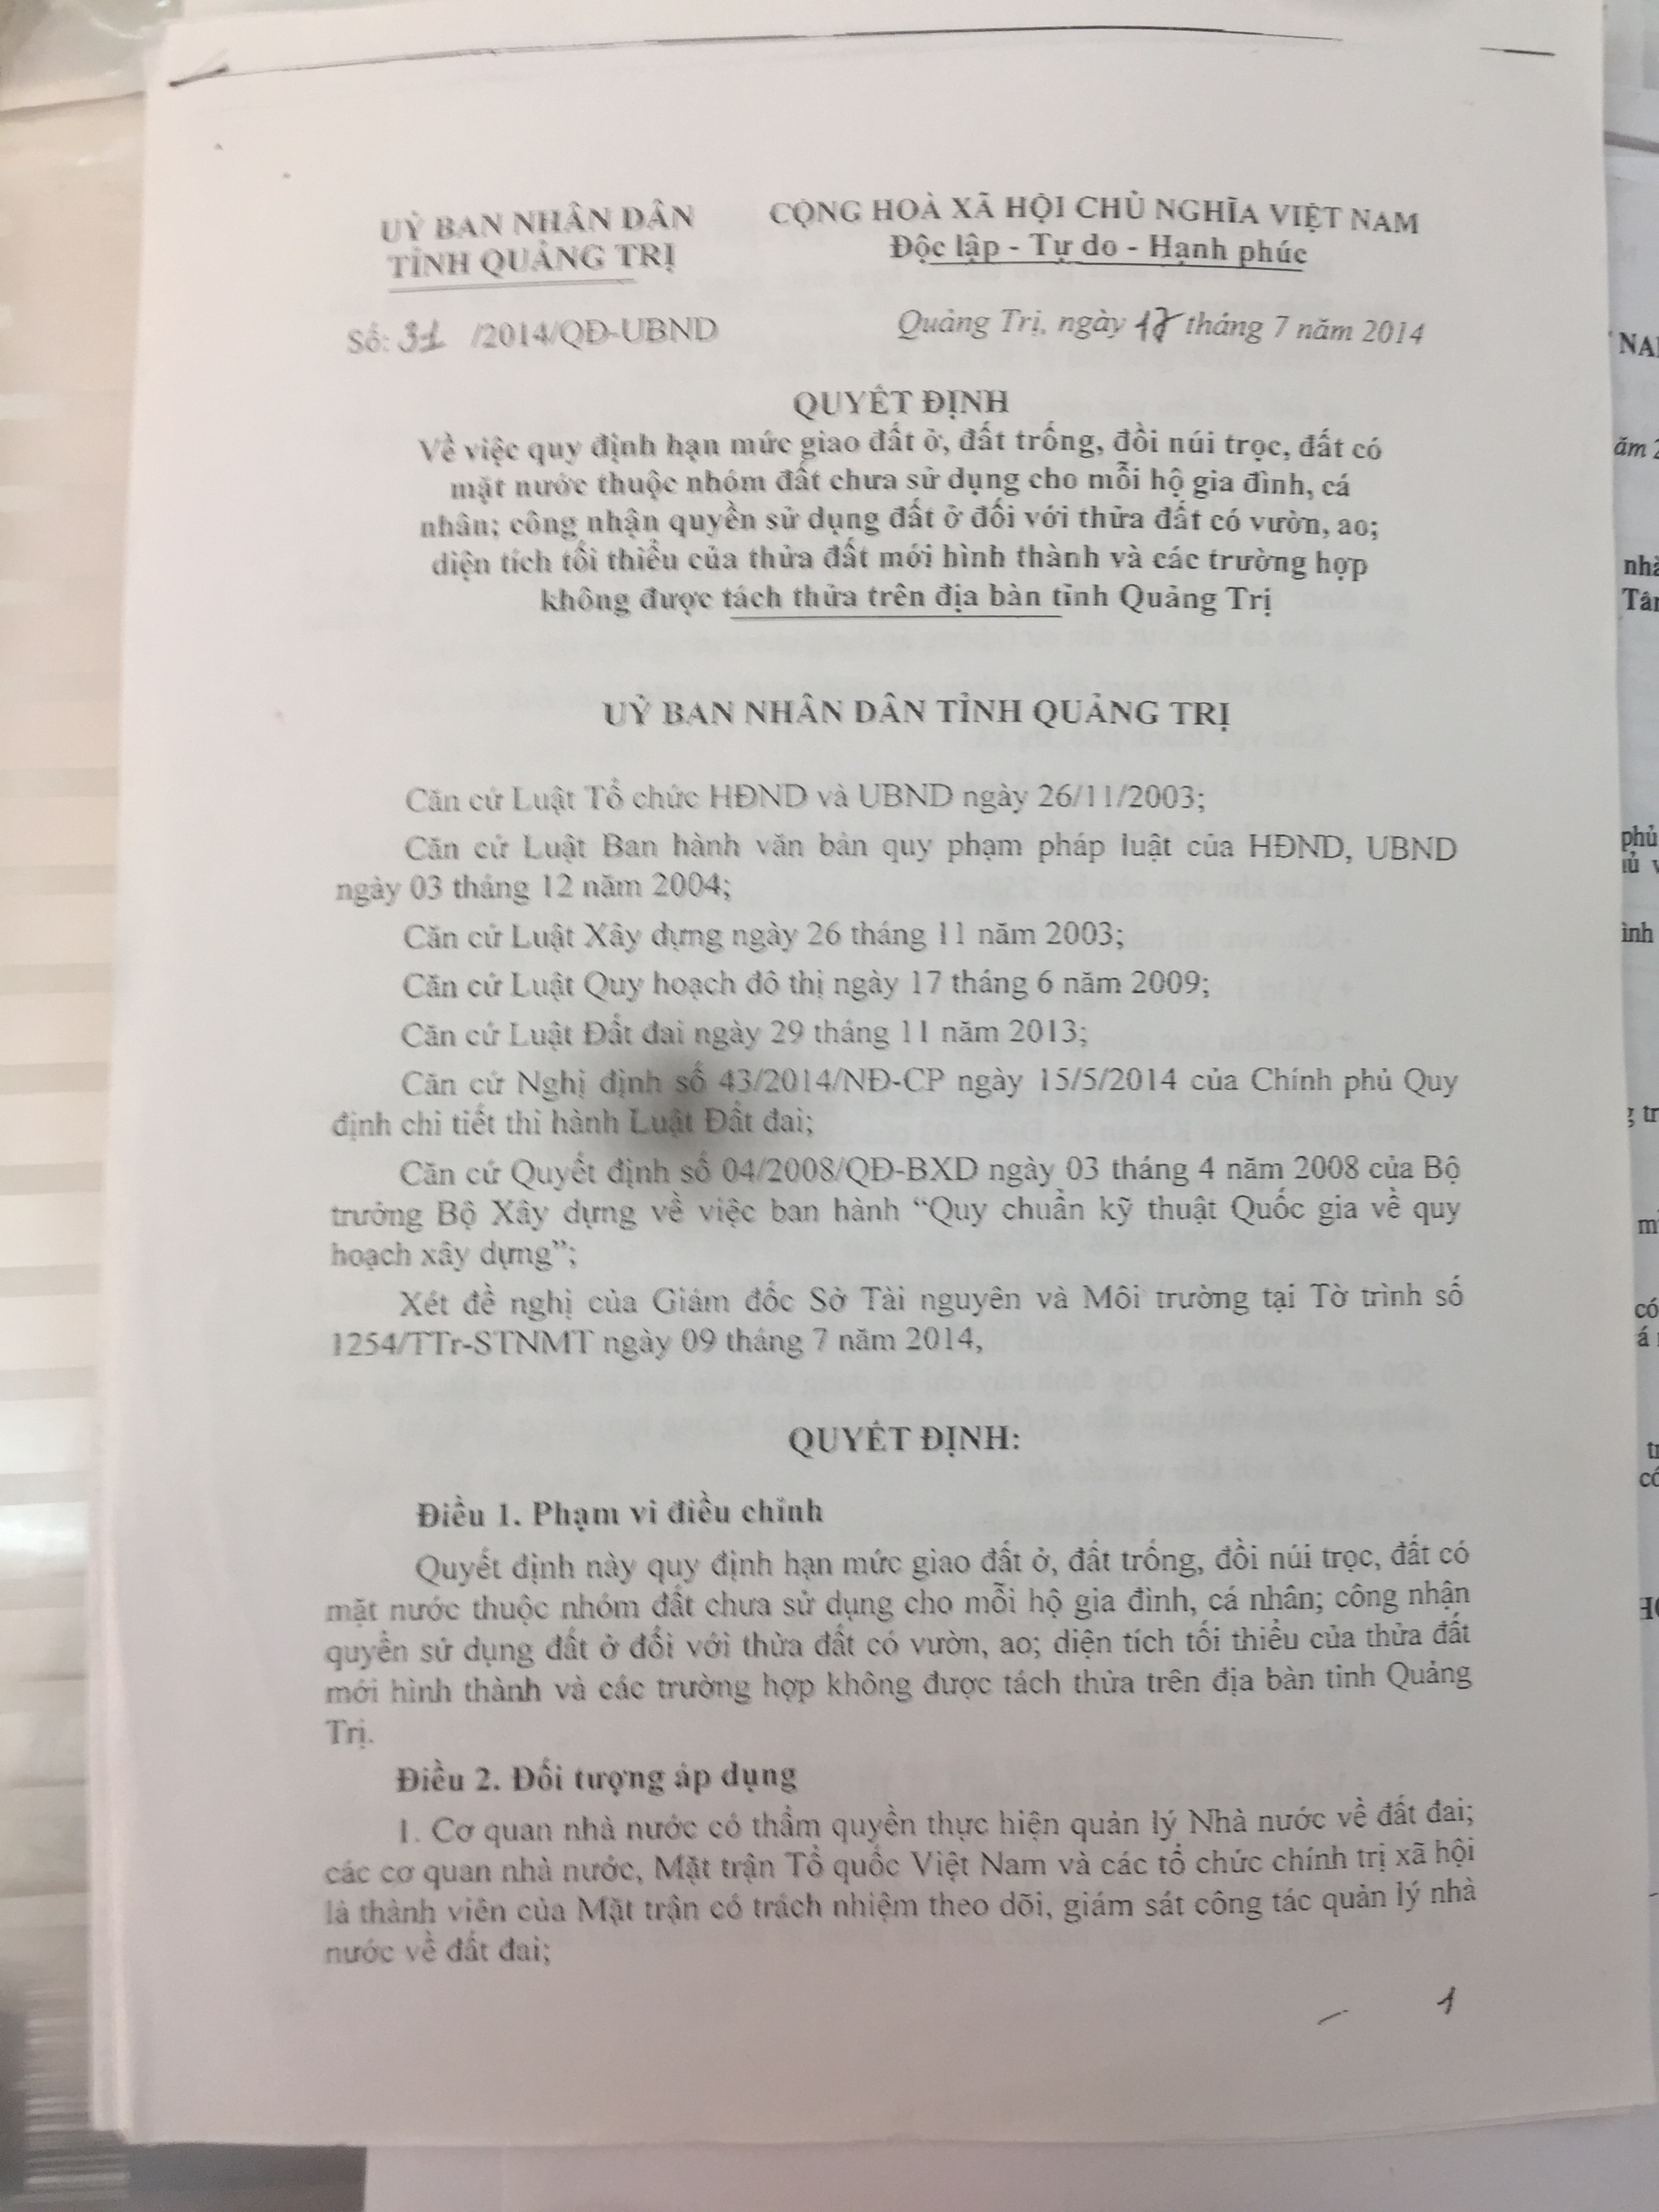 UỶ BAN NHÂN DÂN
TỈNH QUẢNG TRỊ
CỘNG HOÀ XÃ HỘI CHỦ NGHĨA VIỆT NAM
Độc lập - Tự do - Hạnh phúc
Số: 31 /2014/QĐ-UBND
Quảng Trị, ngày 17 tháng 7 năm 2014
QUYẾT ĐỊNH
Về việc quy định hạn mức giao đất ở, đất trống, đồi núi trọc, đất có
mặt nước thuộc nhóm đất chưa sử dụng cho mỗi hộ gia đình, cá
nhân; công nhận quyền sử dụng đất ở đối với thửa đất có vườn, ao;
diện tích tối thiểu của thửa đất mới hình thành và các trường hợp
không được tách thửa trên địa bàn tỉnh Quảng Trị
UỶ BAN NHÂN DÂN TỈNH QUẢNG TRỊ
Căn cứ Luật Tổ chức HĐND và UBND ngày 26/11/2003;
Căn cứ Luật Ban hành văn bản quy phạm pháp luật của HĐND, UBND
ngày 03 tháng 12 năm 2004;
Căn cứ Luật Xây dựng ngày 26 tháng 11 năm 2003;
Căn cứ Luật Quy hoạch đô thị ngày 17 tháng 6 năm 2009;
Căn cứ Luật Đất đai ngày 29 tháng 11 năm 2013;
Căn cứ Nghị định số 43/2014/NĐ-CP ngày 15/5/2014 của Chính phủ Quy
định chi tiết thi hành Luật Đất đai;
Căn cứ Quyết định số 04/2008/QĐ-BXD ngày 03 tháng 4 năm 2008 của Bộ
trưởng Bộ Xây dựng về việc ban hành “Quy chuẩn kỹ thuật Quốc gia về quy
hoạch xây dựng”;
Xét đề nghị của Giám đốc Sở Tài nguyên và Môi trường tại Tờ trình số
1254/TTr-STNMT ngày 09 tháng 7 năm 2014,
QUYẾT ĐỊNH:
Điều 1. Phạm vi điều chỉnh
Quyết định này quy định hạn mức giao đất ở, đất trống, đồi núi trọc, đất có
mặt nước thuộc nhóm đất chưa sử dụng cho mỗi hộ gia đình, cá nhân; công nhận
quyền sử dụng đất ở đối với thửa đất có vườn, ao; diện tích tối thiểu của thửa đất
mới hình thành và các trường hợp không được tách thửa trên địa bàn tỉnh Quảng
Trị.
Điều 2. Đối tượng áp dụng
1. Cơ quan nhà nước có thẩm quyền thực hiện quản lý Nhà nước về đất đai;
các cơ quan nhà nước, Mặt trận Tổ quốc Việt Nam và các tổ chức chính trị xã hội
là thành viên của Mặt trận có trách nhiệm theo dõi, giám sát công tác quản lý nhà
nước về đất đai;
1